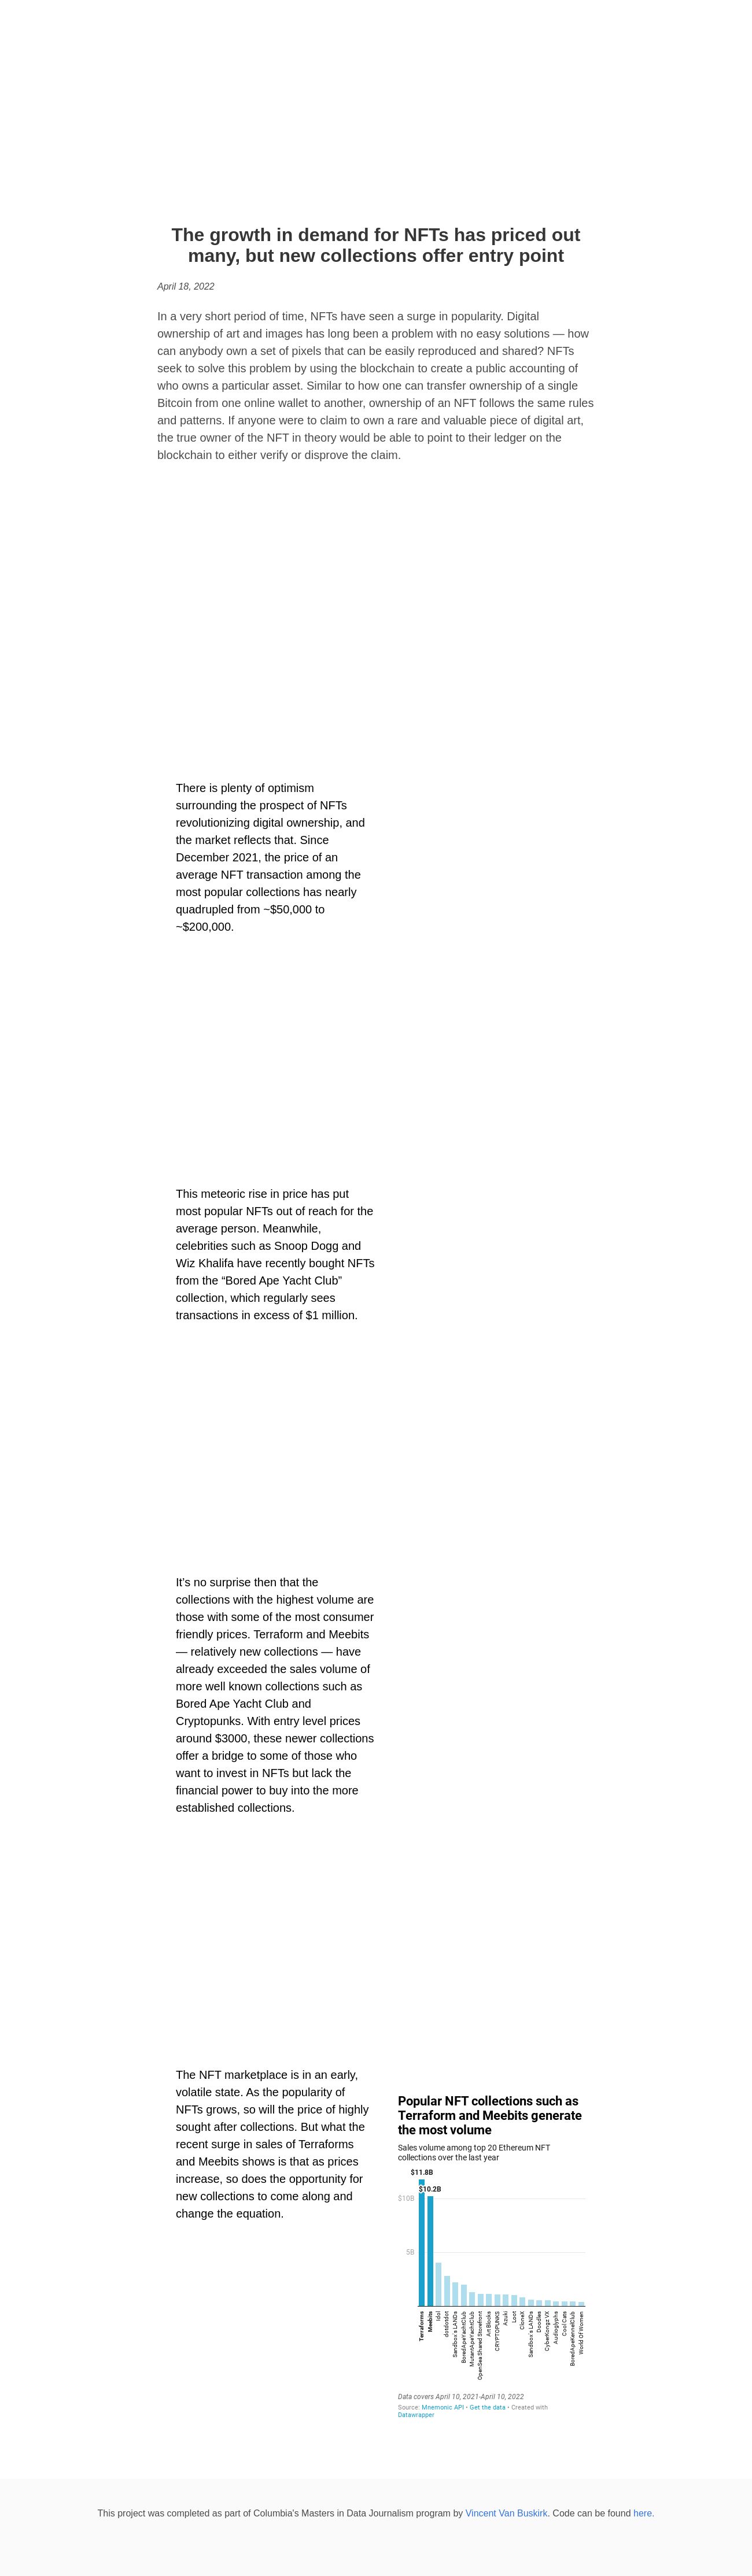 The growth in demand for NFTs has priced out
many, but new collections offer entry point
April 18, 2022
In a very short period of time, NFTs have seen a surge in popularity. Digital
ownership of art and images has long been a problem with no easy solutions — how
can anybody own a set of pixels that can be easily reproduced and shared? NFTs
seek to solve this problem by using the blockchain to create a public accounting of
who owns a particular asset. Similar to how one can transfer ownership of a single
Bitcoin from one online wallet to another, ownership of an NFT follows the same rules
and patterns. If anyone were to claim to own a rare and valuable piece of digital art,
the true owner of the NFT in theory would be able to point to their ledger on the
blockchain to either verify or disprove the claim.
There is plenty of optimism
surrounding the prospect of NFTs
revolutionizing digital ownership, and
the market reflects that. Since
December 2021, the price of an
average NFT transaction among the
most popular collections has nearly
quadrupled from ~$50,000 to
~$200,000.
This meteoric rise in price has put
most popular NFTs out of reach for the
average person. Meanwhile,
celebrities such as Snoop Dogg and
Wiz Khalifa have recently bought NFTs
from the “Bored Ape Yacht Club”
collection, which regularly sees
transactions in excess of $1 million.
It’s no surprise then that the
collections with the highest volume are
those with some of the most consumer
friendly prices. Terraform and Meebits
— relatively new collections — have
already exceeded the sales volume of
more well known collections such as
Bored Ape Yacht Club and
Cryptopunks. With entry level prices
around $3000, these newer collections
offer a bridge to some of those who
want to invest in NFTs but lack the
financial power to buy into the more
established collections.
The NFT marketplace is in an early,
volatile state. As the popularity of
NFTs grows, so will the price of highly
sought after collections. But what the
recent surge in sales of Terraforms
and Meebits shows is that as prices
increase, so does the opportunity for
new collections to come along and
change the equation.
Popular NFT collections such as
Terraform and Meebits generate
the most volume
Sales volume among top 20 Ethereum NFT
collections over the last year
$11.8B
$10.2B
$10B
5B
Terraforms
Meebits
Idol
dotdotdot
Sandbox's LANDs
BoredApeYachtClub
MutantApeYachtClub
OpenSea Shared Storefront
Art Blocks
CRYPTOPUNKS
Azuki
Loot
CloneX
Sandbox's LANDs
Doodles
CyberKongz VX
Audioglyphs
Cool Cats
BoredApeKennelClub
World Of Women
Data covers April 10, 2021-April 10, 2022
Source: Mnemonic API • Get the data • Created with
Datawrapper
This project was completed as part of Columbia's Masters in Data Journalism program by Vincent Van Buskirk. Code can be found here.